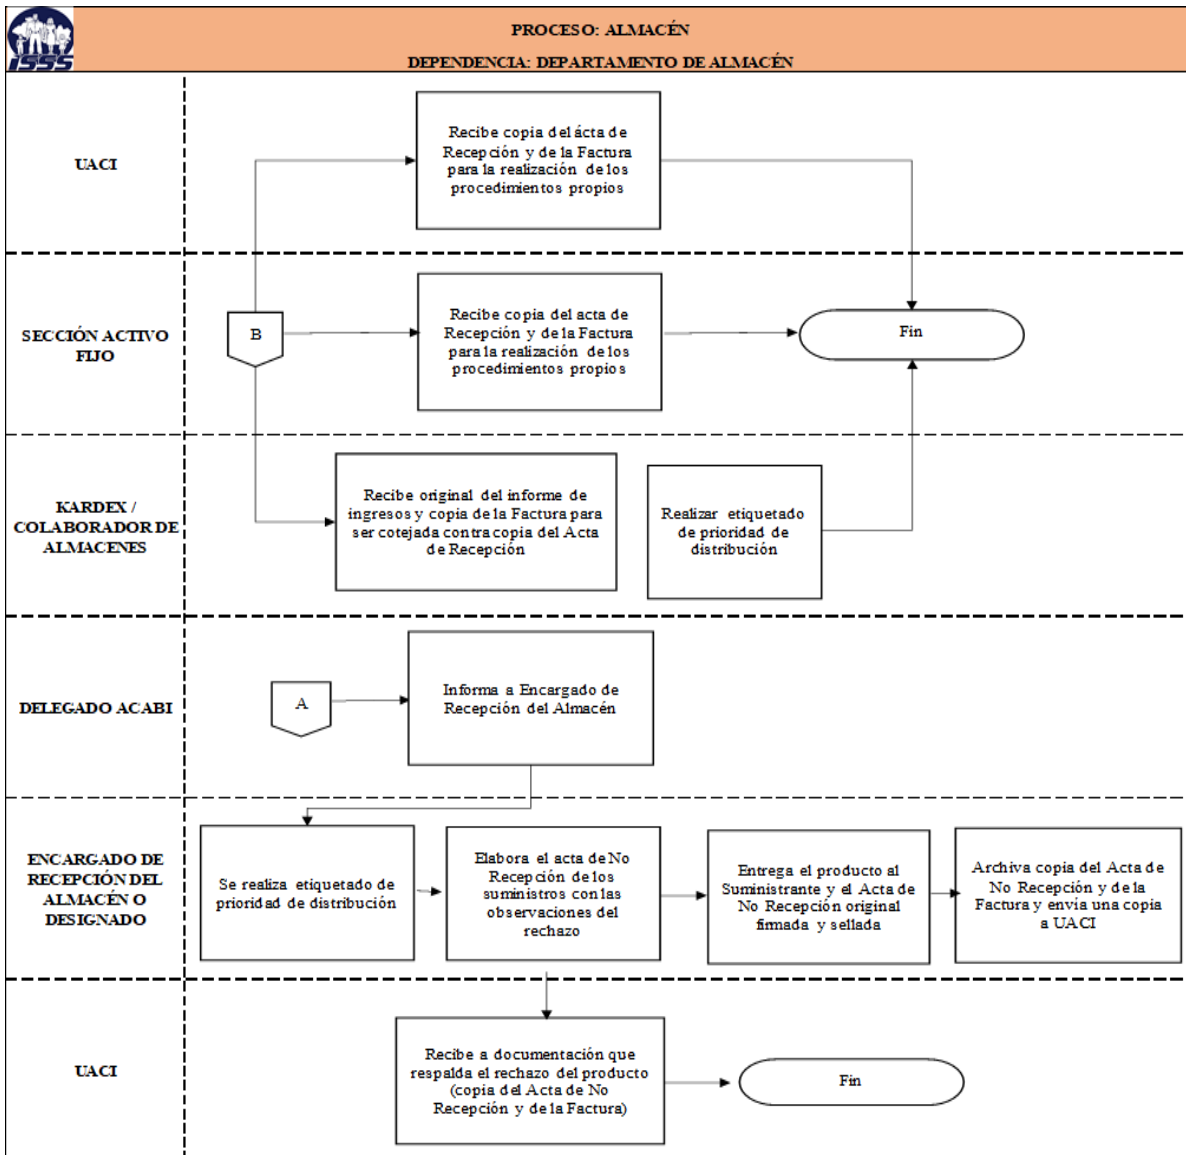 ISSS
PROCESO: ALMACÉN
DEPENDENCIA: DEPARTAMENTO DE ALMACÉN
UACI
Recibe copia del ácta de
Recepción y de la Factura
para la realización de los
procedimientos propios
SECCIÓN ACTIVO
FIJO
B
Recibe copia del acta de
Recepción y de la Factura
para la realización de los
procedimientos propios
Fin
KARDEX /
COLABORADOR DE
ALMACENES
Recibe original del informe de
ingresos y copia de la Factura para
ser cotejada contra copia del Acta
de Recepción
Realizar etiquetado
de prioridad de
distribución
DELEGADO ACABI
A
Informa a Encargado de
Recepción del Almacén
ENCARGADO DE
RECEPCIÓN DEL
ALMACÉN O
DESIGNADO
Se realiza etiquetado de
prioridad de distribución
Elabora el acta de No
Recepción de los
suministros con las
observaciones del
rechazo
Entrega el producto al
Suministrante y el Acta de
No Recepción original
firmada y sellada
Archiva copia del Acta de
No Recepción y de la
Factura y envía una copia
a UACI
UACI
Recibe a documentación que
respalda el rechazo del producto
(copia del Acta de No
Recepción y de la Factura)
Fin